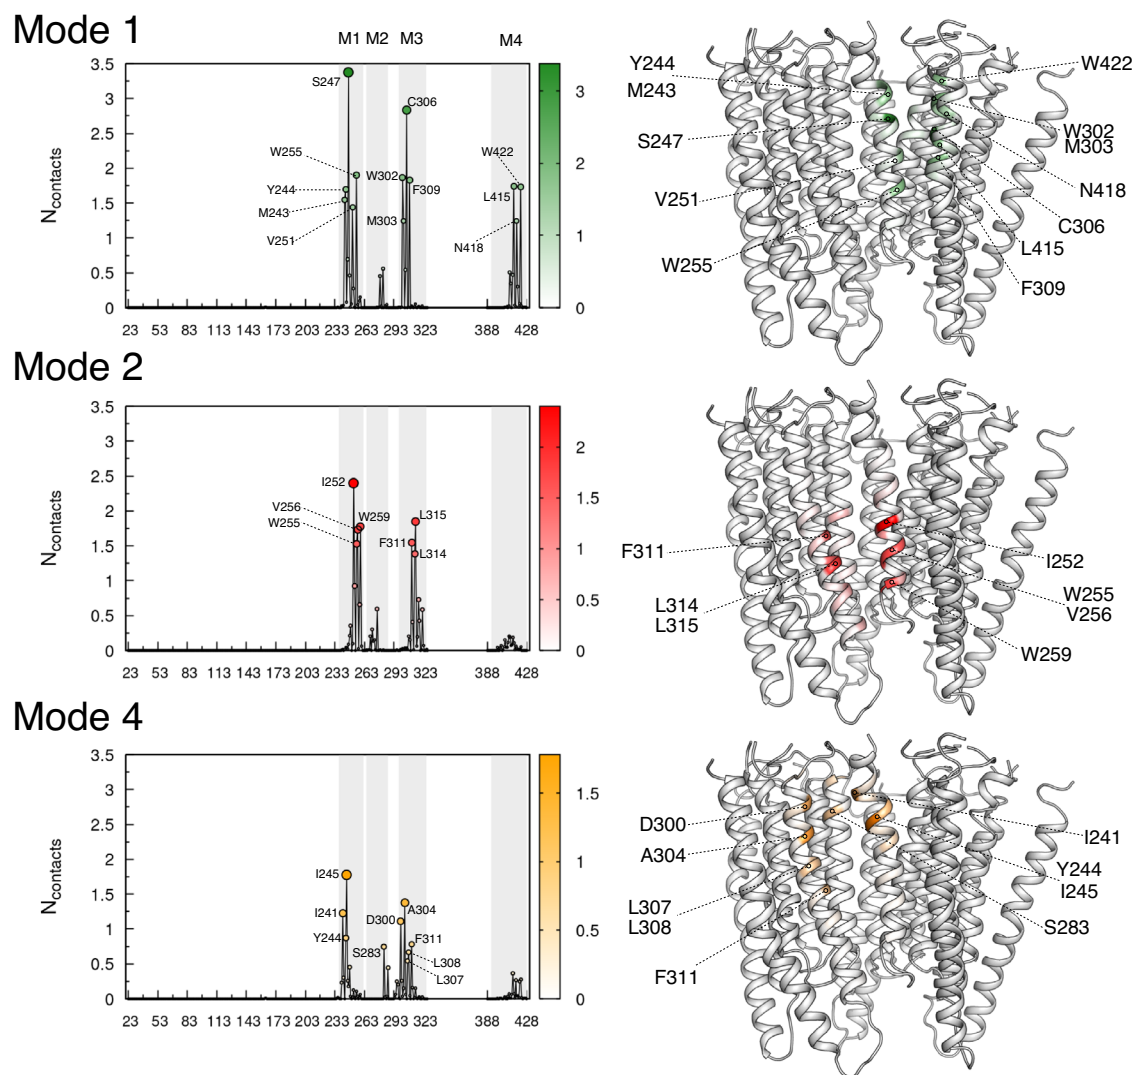 Mode 1
M1 M2 M3 M4
3.5
3
2.5
2
1.5
1
0.5
0
Ncontacts
S247
C306
W255
W302
W422
Y244
F309
L415
M243
M303
V251
N418
3
2
1
0
23 53 83 113 143 173 203 233 263 293 323 388 428
Y244
M243
S247
V251
W255
W422
W302
M303
N418
C306
L415
F309
Mode 2
3.5
3
2.5
2
1.5
1
0.5
0
Ncontacts
I252
V256
W259
L315
W255
F311
L314
2
1.5
1
0.5
0
23 53 83 113 143 173 203 233 263 293 323 388 428
F311
L314
L315
I252
W255
V256
W259
Mode 4
3.5
3
2.5
2
1.5
1
0.5
0
Ncontacts
I245
I241
A304
D300
Y244
F311
S283
L308
L307
1.5
1
0.5
0
23 53 83 113 143 173 203 233 263 293 323 388 428
D300
A304
L307
L308
F311
I241
Y244
I245
S283